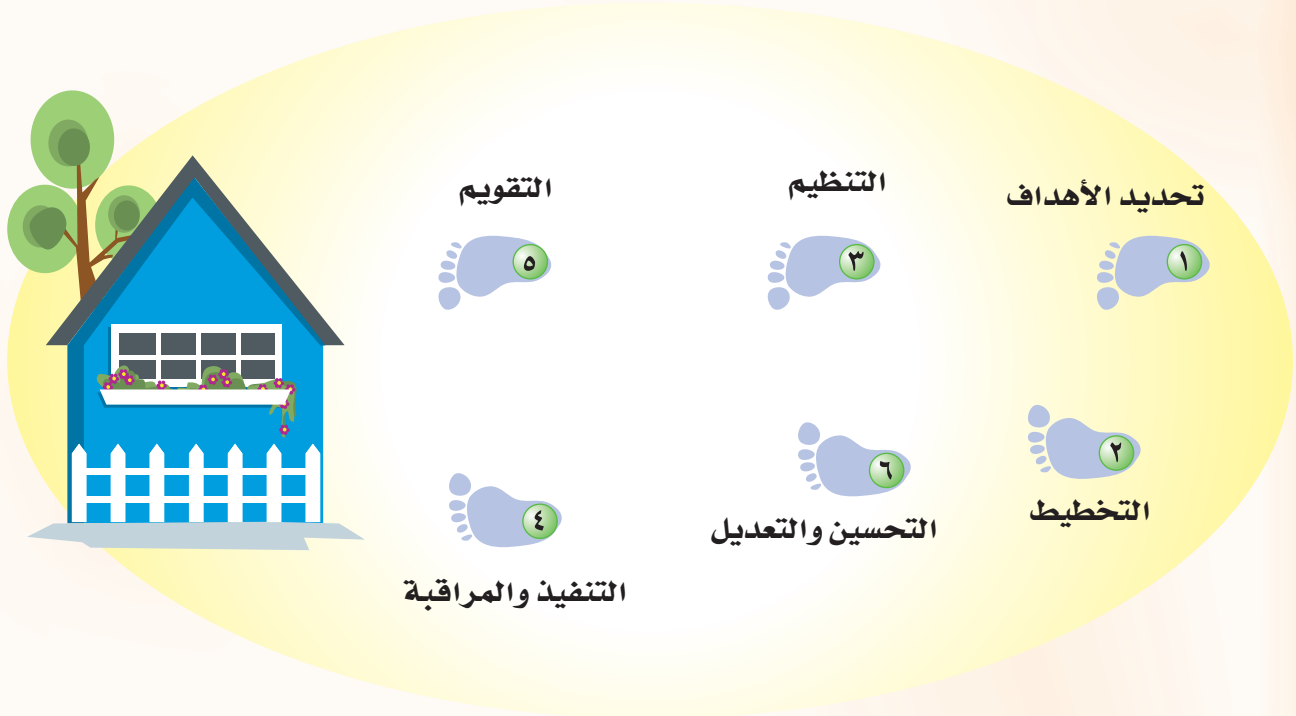 تحديد الأهداف
١
التخطيط
٢
التنظيم
٣
التنفيذ والمراقبة
٤
التقويم
٥
التحسين والتعديل
٦